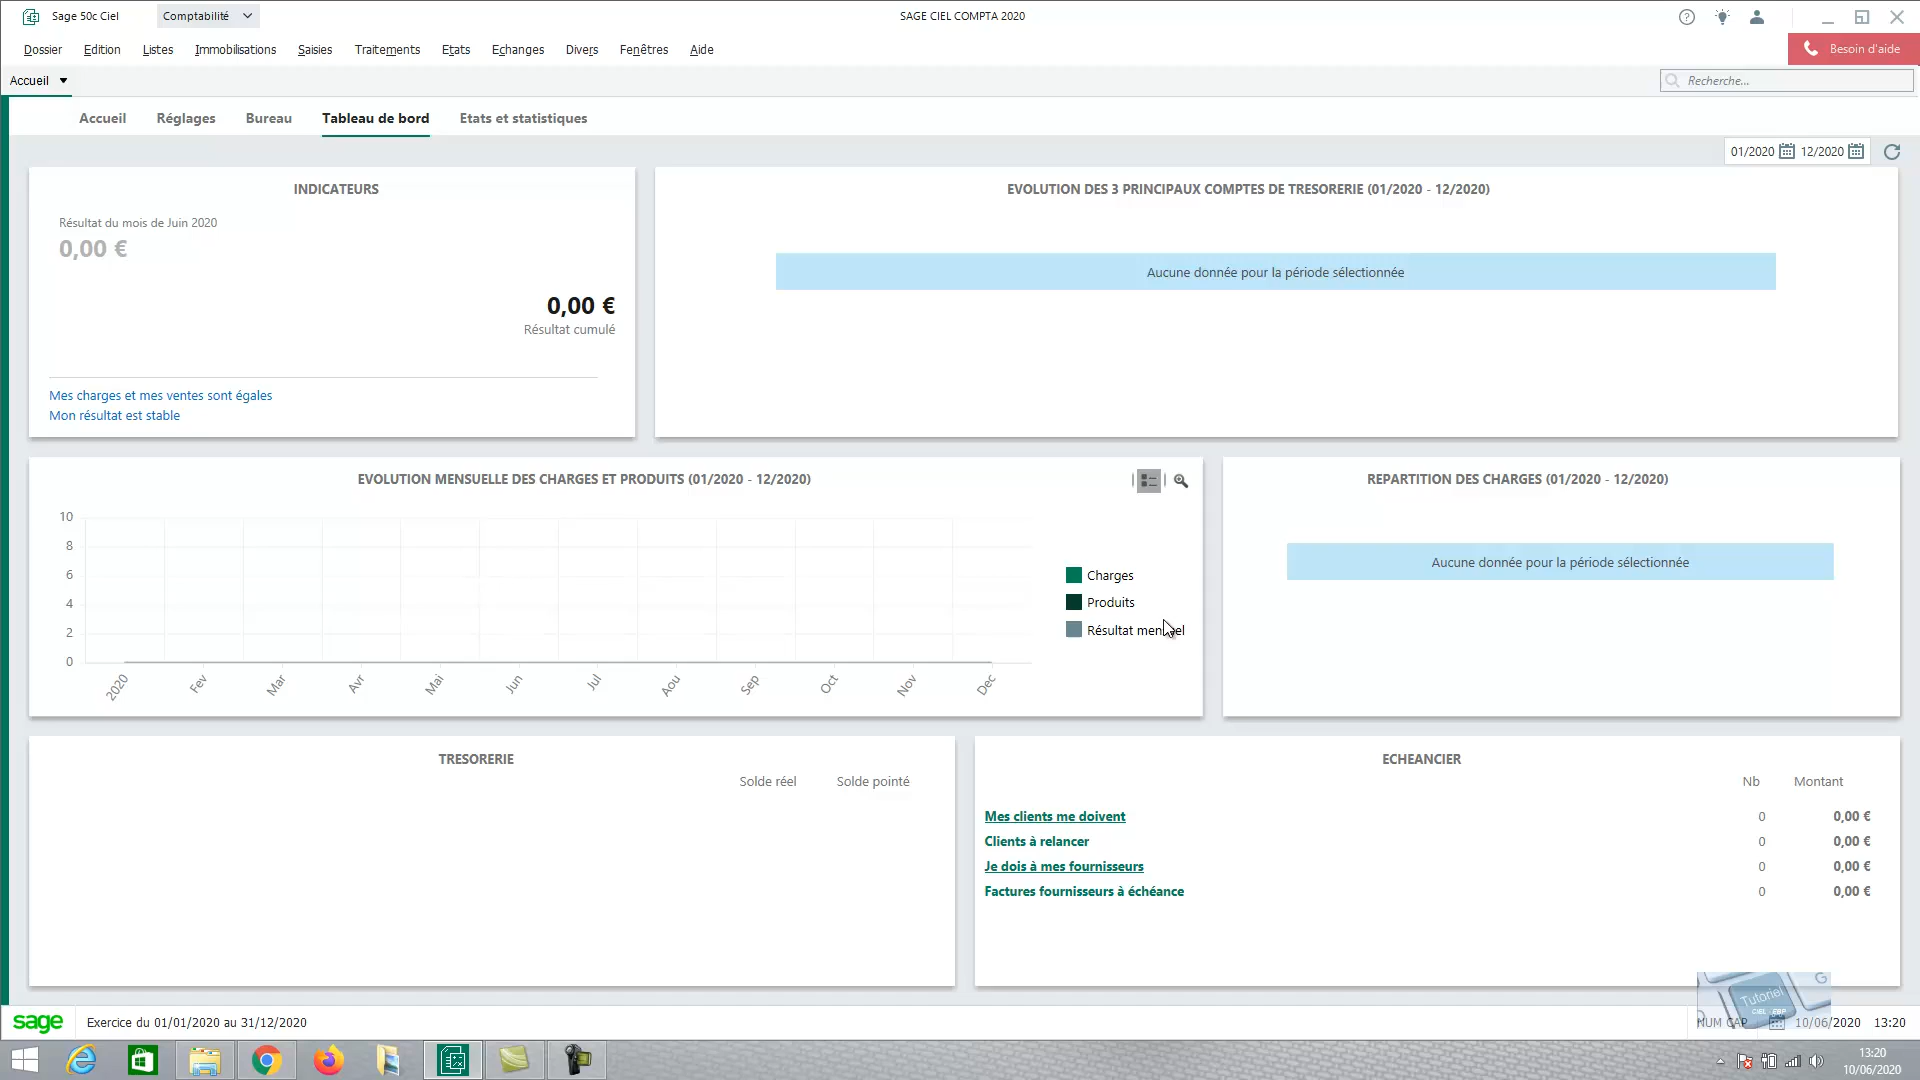 Sage 50c Ciel
Comptabilité
SAGE CIEL COMPTA 2020
Dossier Edition Listes Immobilisations Saisies Traitements Etats Echanges Divers Fenêtres Aide
Besoin d'aide
Accueil
Recherche...
Accueil Réglages Bureau Tableau de bord Etats et statistiques
01/2020 12/2020
INDICATEURS
Résultat du mois de Juin 2020
0,00 €
0,00 €
Résultat cumulé
Mes charges et mes ventes sont égales
Mon résultat est stable
EVOLUTION DES 3 PRINCIPAUX COMPTES DE TRESORERIE (01/2020 - 12/2020)
Aucune donnée pour la période sélectionnée
EVOLUTION MENSUELLE DES CHARGES ET PRODUITS (01/2020 - 12/2020)
10
8
6
4
2
0
2020 Fev Mar Avr Mai Jun Jul Aou Sep Oct Nov Dec
Charges
Produits
Résultat mensuel
REPARTITION DES CHARGES (01/2020 - 12/2020)
Aucune donnée pour la période sélectionnée
TRESORERIE
Solde réel Solde pointé
ECHEANCIER
Nb Montant
Mes clients me doivent 0 0,00 €
Clients à relancer 0 0,00 €
Je dois à mes fournisseurs 0 0,00 €
Factures fournisseurs à échéance 0 0,00 €
G
Tutoriel
CIEL EBP
sage
Exercice du 01/01/2020 au 31/12/2020
NUM CAP 10/06/2020 13:20
13:20
10/06/2020